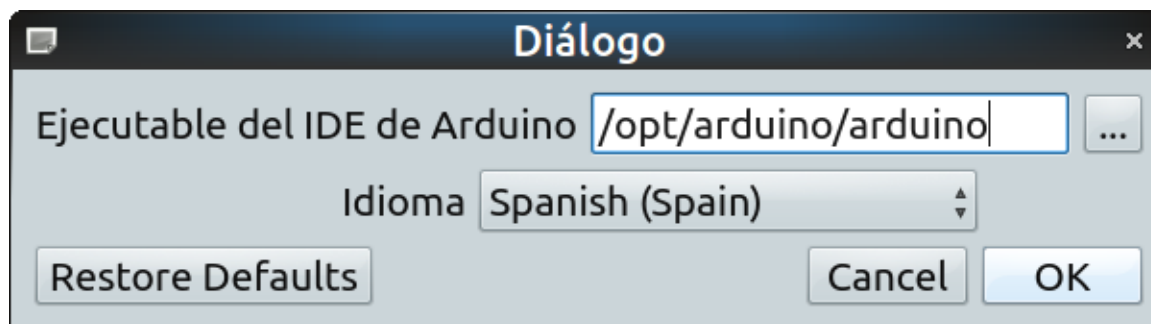 Diálogo
Ejecutable del IDE de Arduino /opt/arduino/arduino ...
Idioma Spanish (Spain)
Restore Defaults Cancel OK